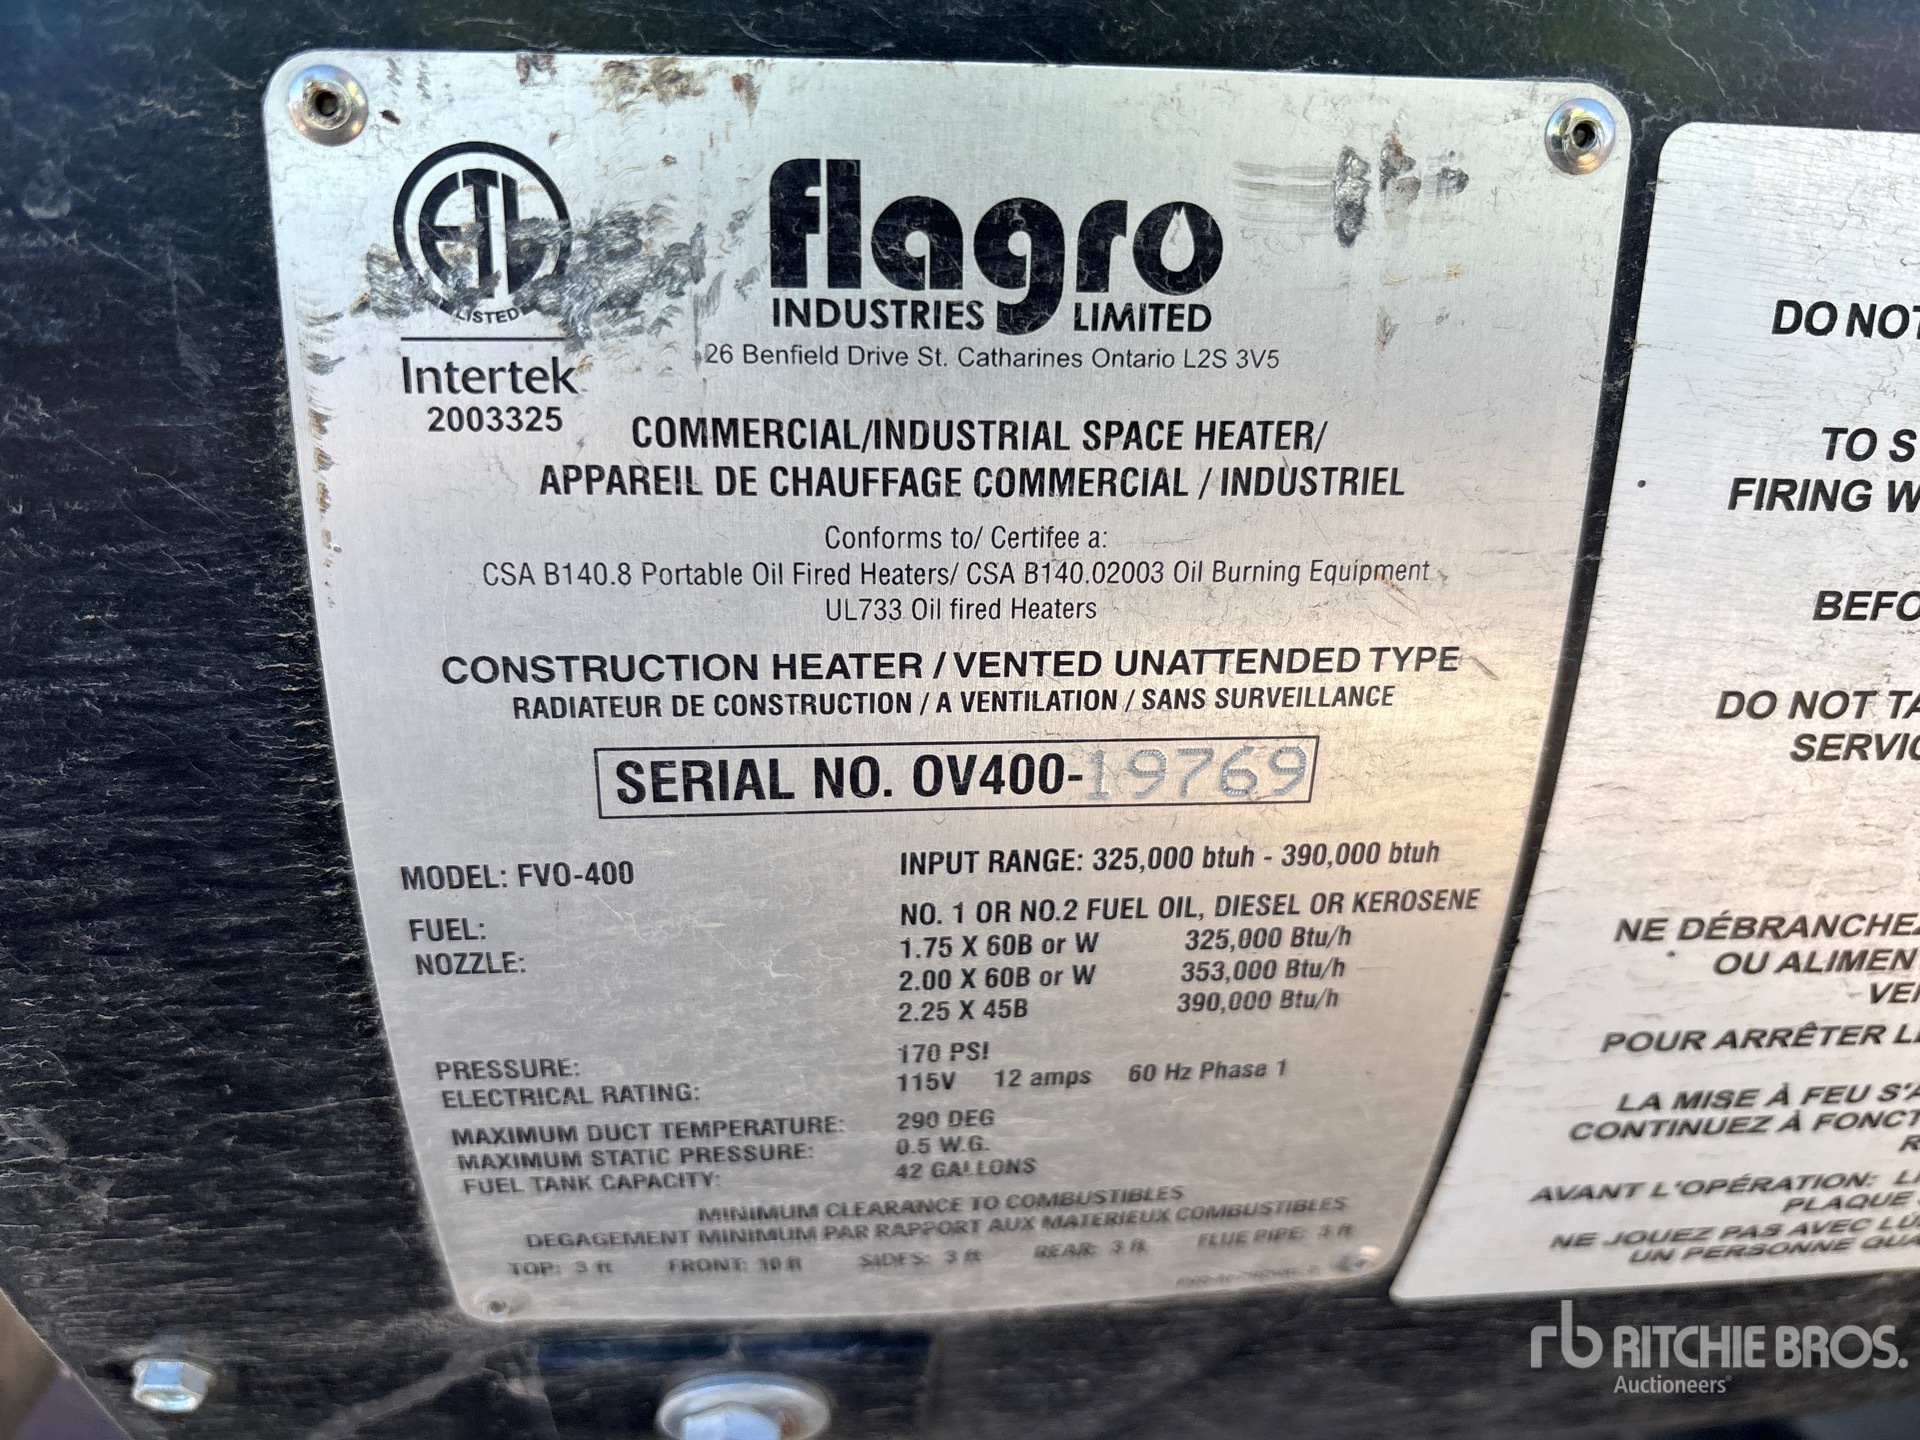 ETL
LISTED
Intertek
2003325
flagro
INDUSTRIES LIMITED
26 Benfield Drive St. Catharines Ontario L2S 3V5
COMMERCIAL/INDUSTRIAL SPACE HEATER/
APPAREIL DE CHAUFFAGE COMMERCIAL / INDUSTRIEL
Conforms to/ Certifee a:
CSA B140.8 Portable Oil Fired Heaters/ CSA B140.02003 Oil Burning Equipment
UL733 Oil fired Heaters
CONSTRUCTION HEATER / VENTED UNATTENDED TYPE
RADIATEUR DE CONSTRUCTION / A VENTILATION / SANS SURVEILLANCE
SERIAL NO. OV400-19769
MODEL: FVO-400 INPUT RANGE: 325,000 btuh - 390,000 btuh
FUEL: NO. 1 OR NO.2 FUEL OIL, DIESEL OR KEROSENE
NOZZLE: 1.75 X 60B or W 325,000 Btu/h
2.00 X 60B or W 353,000 Btu/h
2.25 X 45B 390,000 Btu/h
PRESSURE: 170 PSI
ELECTRICAL RATING: 115V 12 amps 60 Hz Phase 1
MAXIMUM DUCT TEMPERATURE: 290 DEG
MAXIMUM STATIC PRESSURE: 0.5 W.G.
FUEL TANK CAPACITY: 42 GALLONS
MINIMUM CLEARANCE TO COMBUSTIBLES
DEGAGEMENT MINIMUM PAR RAPPORT AUX MATERIEUX COMBUSTIBLES
TOP: 3 ft FRONT: 10 ft SIDES: 3 ft REAR: 3 ft FLUE PIPE: 3 ft
DO NOT
TO S
FIRING W
BEFO
DO NOT TA
SERVIC
NE DÉBRANCHEZ
OU ALIMEN
VE
POUR ARRÊTER L
LA MISE À FEU S'A
CONTINUEZ À FONCT
R
AVANT L'OPÉRATION: L
PLAQUE
NE JOUEZ PAS AVEC L
UN PERSONNE QUA
rb RITCHIE BROS.
Auctioneers